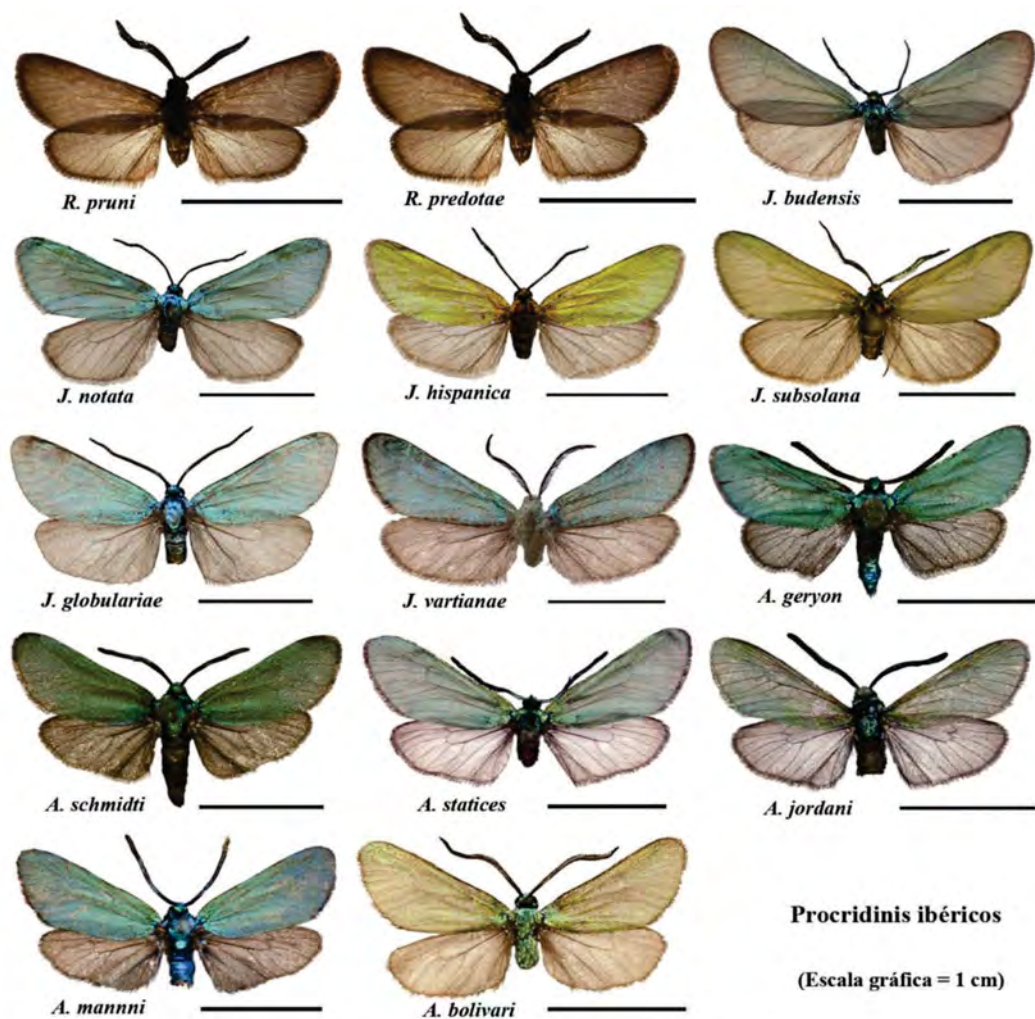 R. pruni
R. predotae
J. budensis
J. notata
J. hispanica
J. subsolana
J. globulariae
J. vartianae
A. geryon
A. schmidti
A. statices
A. jordani
A. mannni
A. bolivari
Procridinis ibéricos
(Escala gráfica = 1 cm)